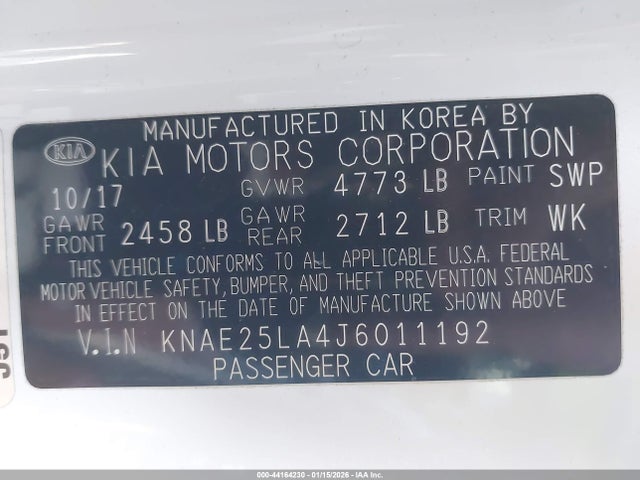 MANUFACTURED IN KOREA BY
KIA KIA MOTORS CORPORATION
10/17 GVWR 4773 LB PAINT SWP
GAWR FRONT 2458 LB GAWR REAR 2712 LB TRIM WK
THIS VEHICLE CONFORMS TO ALL APPLICABLE U.S.A. FEDERAL
MOTOR VEHICLE SAFETY, BUMPER, AND THEFT PREVENTION STANDARDS
IN EFFECT ON THE DATE OF MANUFACTURE SHOWN ABOVE
V.I.N KNAE25LA4J6011192
PASSENGER CAR
000-44164230 - 01/15/2026 - IAAI Inc.